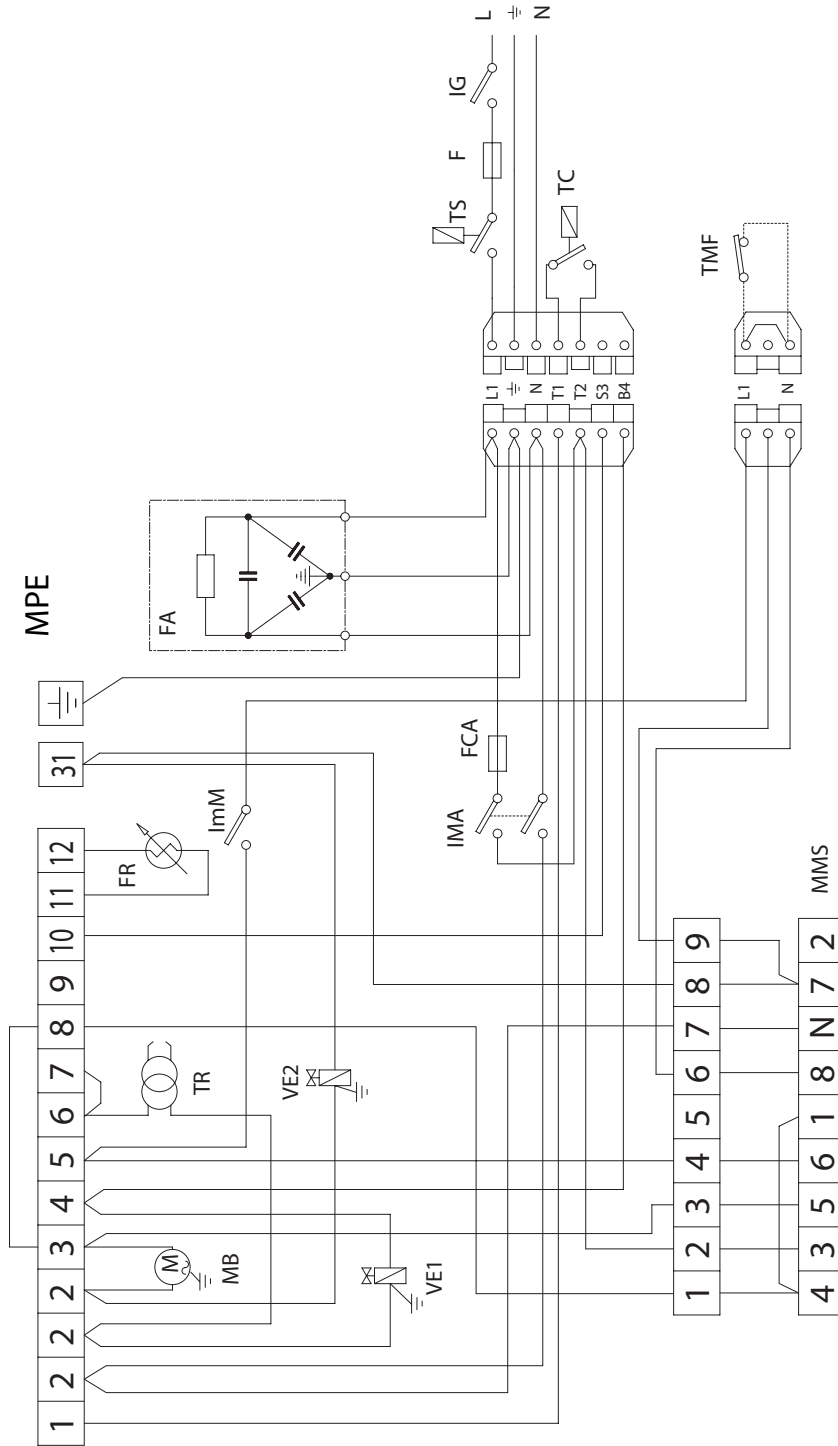 MPE
1 2 2 2 3 4 5 6 7 8 9 10 11 12 31
FR
TR
M
MB
ImM
VE2
VE1
FA
FCA
IMA
L
N
IG
F
TS
TC
L1
N
T1
T2
S3
B4
TMF
L1
N
1 2 3 4 5 6 7 8 9
4 3 5 6 1 8 N 7 2
MMS